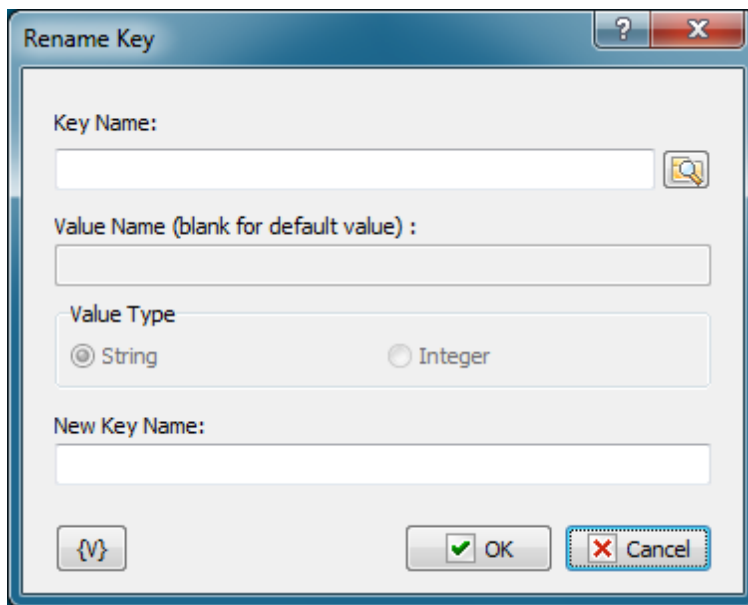 Rename Key
?
X
Key Name:
Value Name (blank for default value) :
Value Type
String Integer
New Key Name:
{V} OK Cancel